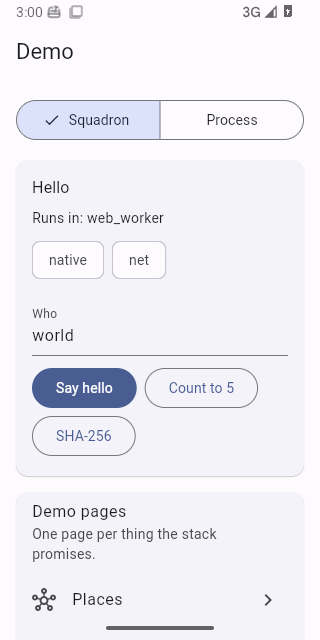 3:00
3G
Demo
Squadron
Process
Hello
Runs in: web_worker
native
net
Who
world
Say hello
Count to 5
SHA-256
Demo pages
One page per thing the stack
promises.
Places